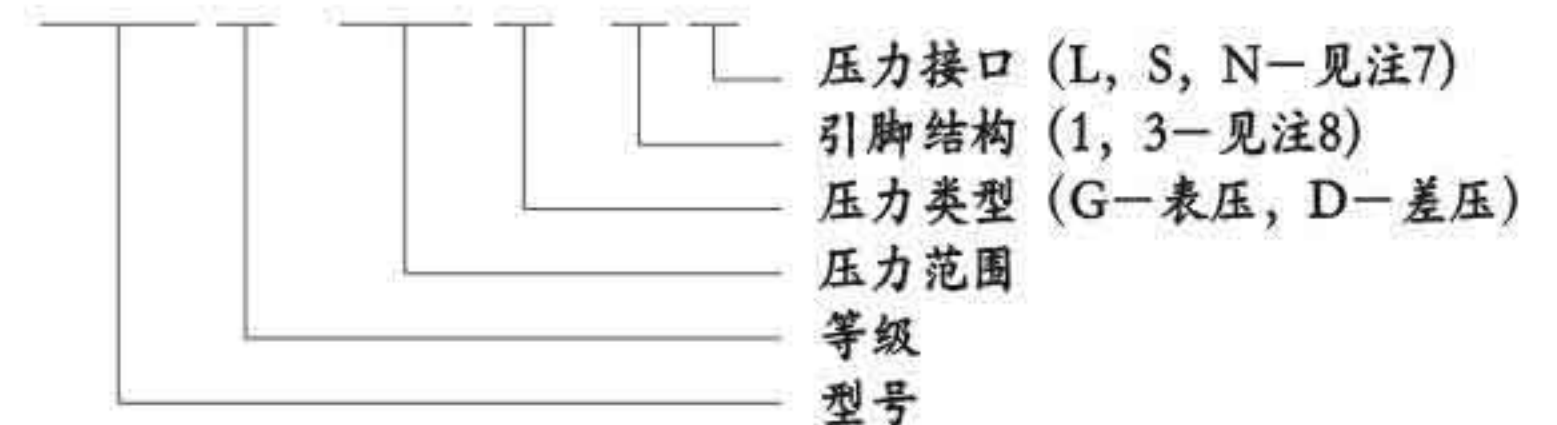 压力接口（L，S，N－见注7）
引脚结构（1，3－见注8）
压力类型（G－表压，D－差压）
压力范围
等级
型号